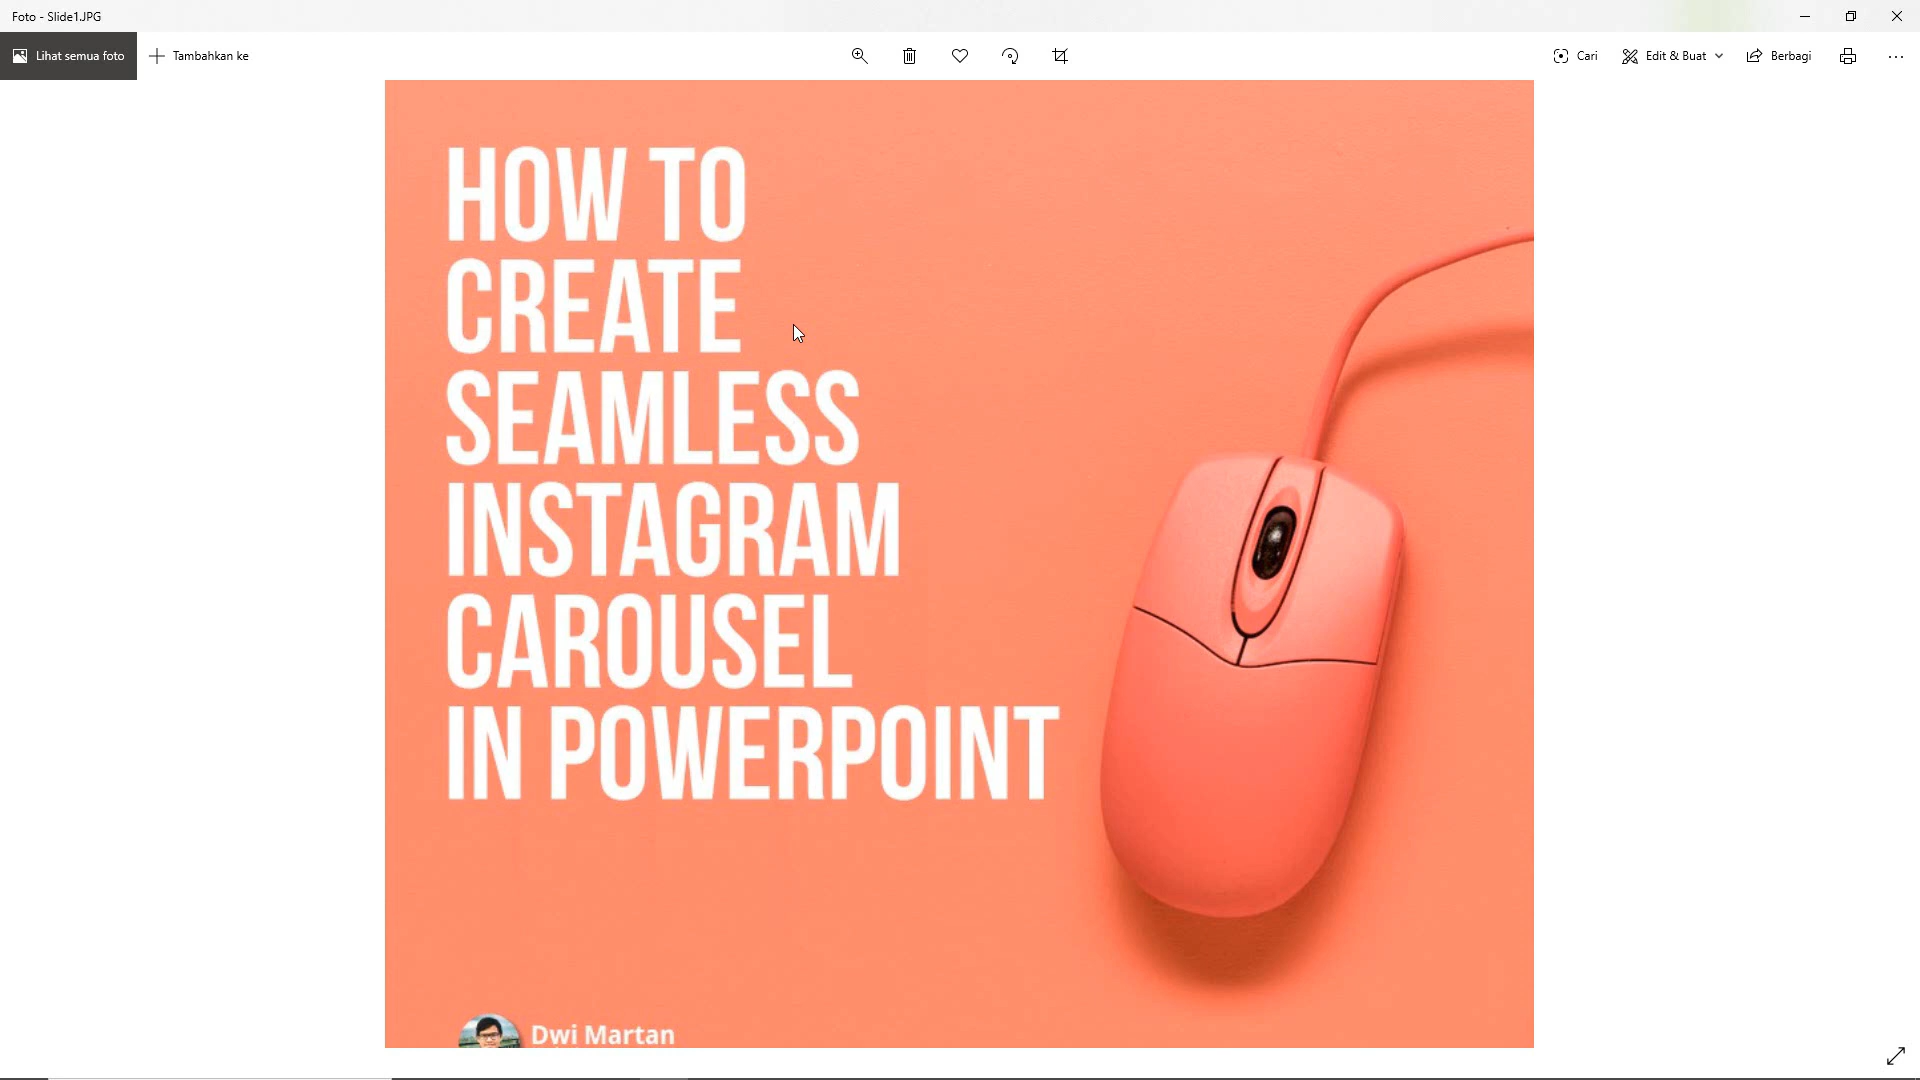 Foto - Slide1.JPG
Lihat semua foto
Tambahkan ke
Cari
Edit & Buat
Berbagi
HOW TO
CREATE
SEAMLESS
INSTAGRAM
CAROUSEL
IN POWERPOINT
Dwi Martan